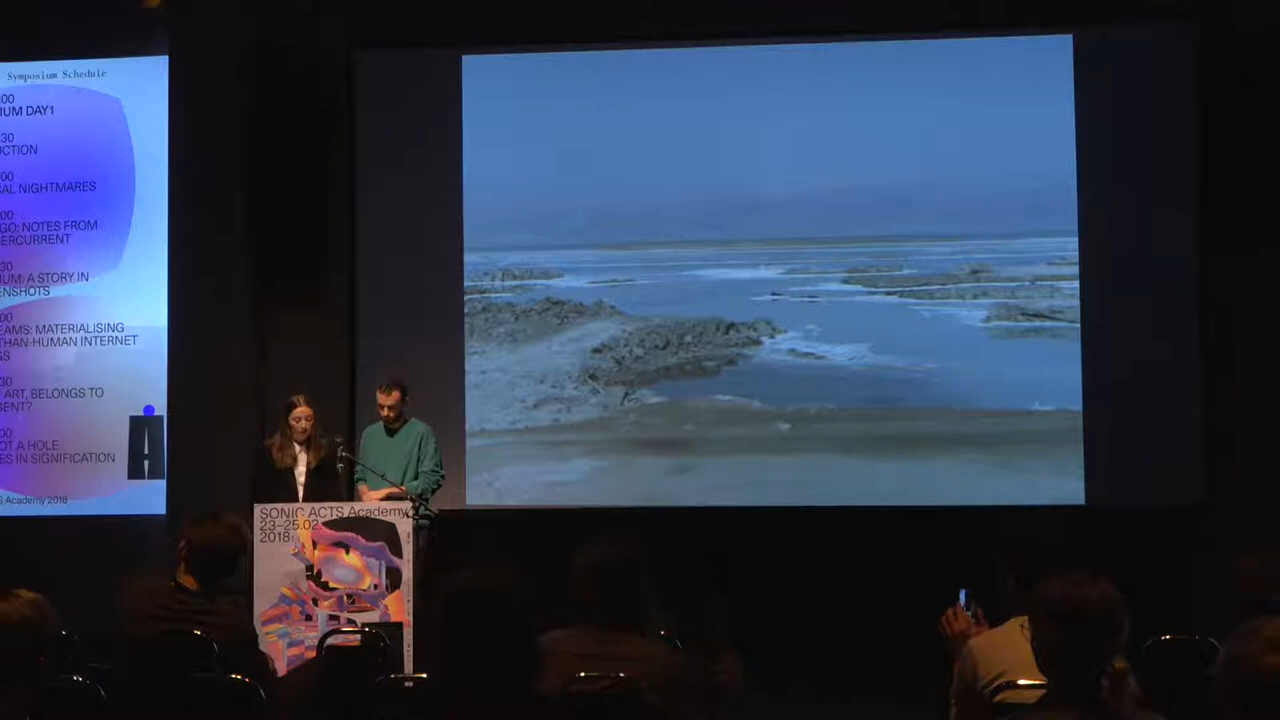 Symposium Schedule
:00
IUM DAY1
:30
UCTION
:00
AL NIGHTMARES
:00
GO: NOTES FROM
ERCURRENT
:30
IUM: A STORY IN
ENSHOTS
:00
EAMS: MATERIALISING
THAN-HUMAN INTERNET
GS
:30
ART, BELONGS TO
SENT?
:00
OT A HOLE
ES IN SIGNIFICATION
S Academy 2018
A
SONIC ACTS Academy
23–25.02
2018